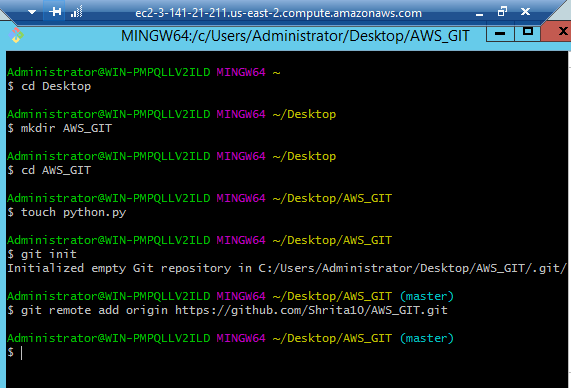 ec2-3-141-21-211.us-east-2.compute.amazonaws.com
MINGW64:/c/Users/Administrator/Desktop/AWS_GIT
Administrator@WIN-PMPQLLV2ILD MINGW64 ~
$ cd Desktop
Administrator@WIN-PMPQLLV2ILD MINGW64 ~/Desktop
$ mkdir AWS_GIT
Administrator@WIN-PMPQLLV2ILD MINGW64 ~/Desktop
$ cd AWS_GIT
Administrator@WIN-PMPQLLV2ILD MINGW64 ~/Desktop/AWS_GIT
$ touch python.py
Administrator@WIN-PMPQLLV2ILD MINGW64 ~/Desktop/AWS_GIT
$ git init
Initialized empty Git repository in C:/Users/Administrator/Desktop/AWS_GIT/.git/
Administrator@WIN-PMPQLLV2ILD MINGW64 ~/Desktop/AWS_GIT (master)
$ git remote add origin https://github.com/Shrita10/AWS_GIT.git
Administrator@WIN-PMPQLLV2ILD MINGW64 ~/Desktop/AWS_GIT (master)
$